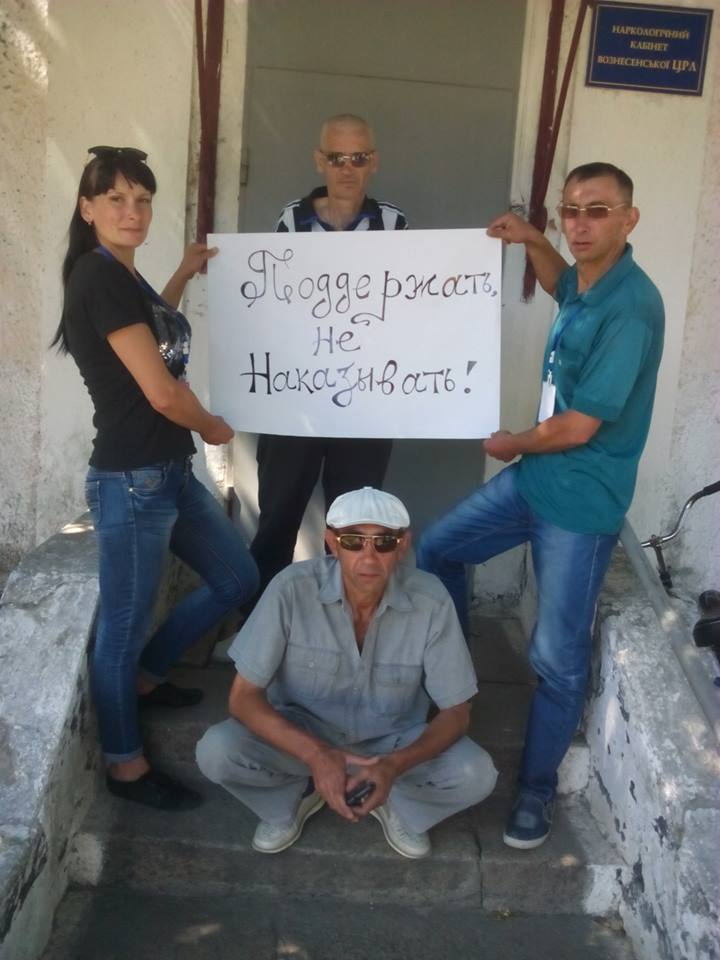 НАРКОЛОГІЧНИЙ
КАБІНЕТ
ВОЗНЕСЕНСЬКОЇ ЦРЛ
Поддержать,
не
Наказывать!